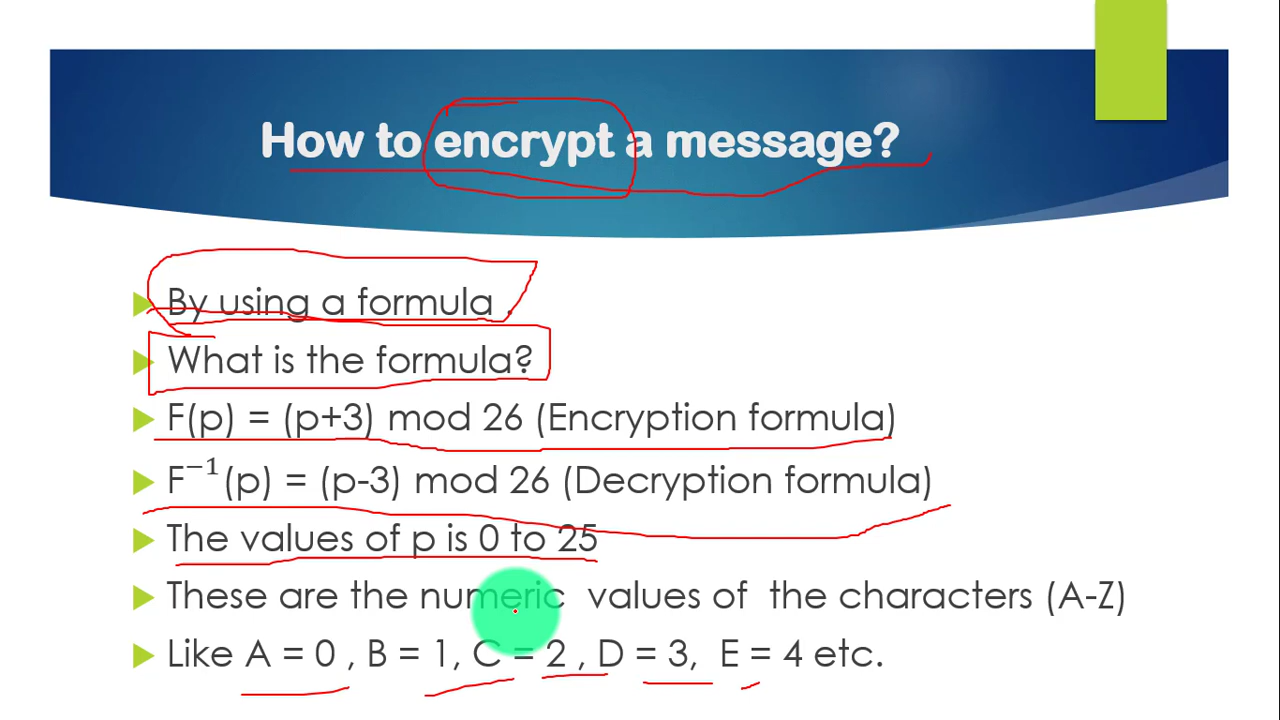 How to encrypt a message?
By using a formula .
What is the formula?
F(p) = (p+3) mod 26 (Encryption formula)
F⁻¹(p) = (p-3) mod 26 (Decryption formula)
The values of p is 0 to 25
These are the numeric values of the characters (A-Z)
Like A = 0 , B = 1, C = 2 , D = 3, E = 4 etc.